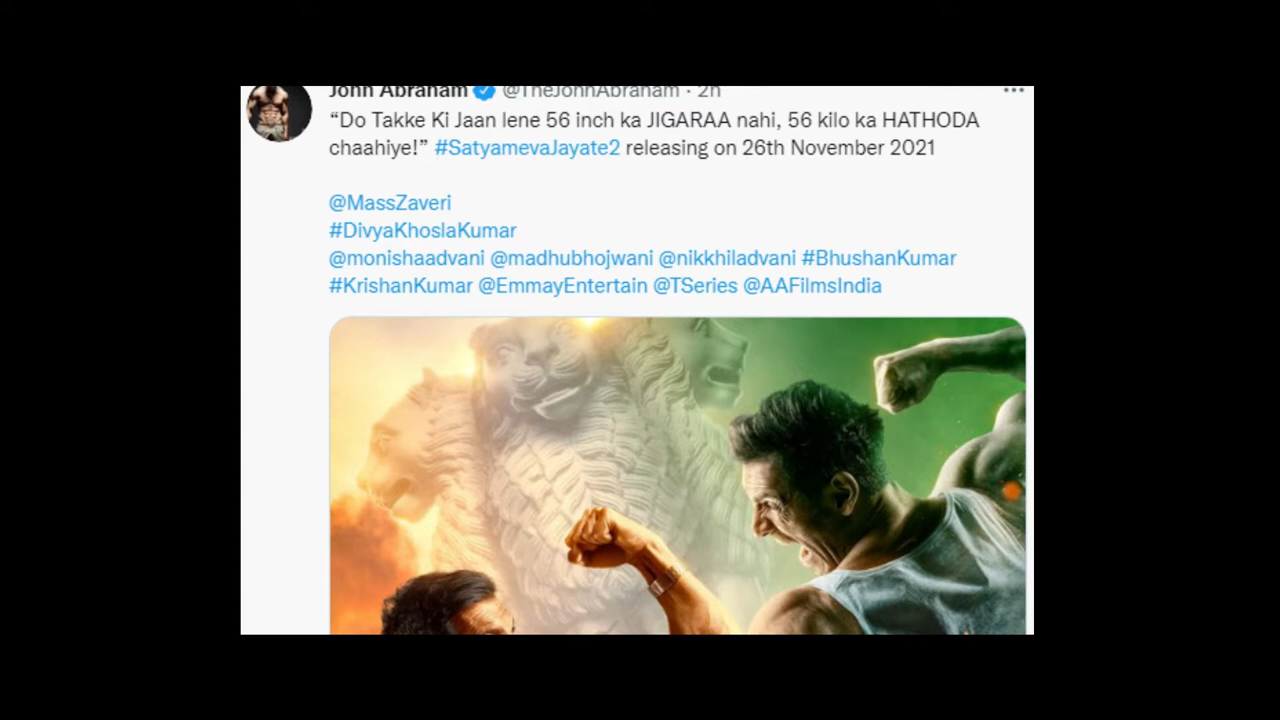 John Abraham @TheJohnAbraham · 2h
“Do Takke Ki Jaan lene 56 inch ka JIGARAA nahi, 56 kilo ka HATHODA
chaahiye!” #SatyamevaJayate2 releasing on 26th November 2021
@MassZaveri
#DivyaKhoslaKumar
@monishaadvani @madhubhojwani @nikkhiladvani #BhushanKumar
#KrishanKumar @EmmayEntertain @TSeries @AAFilmsIndia